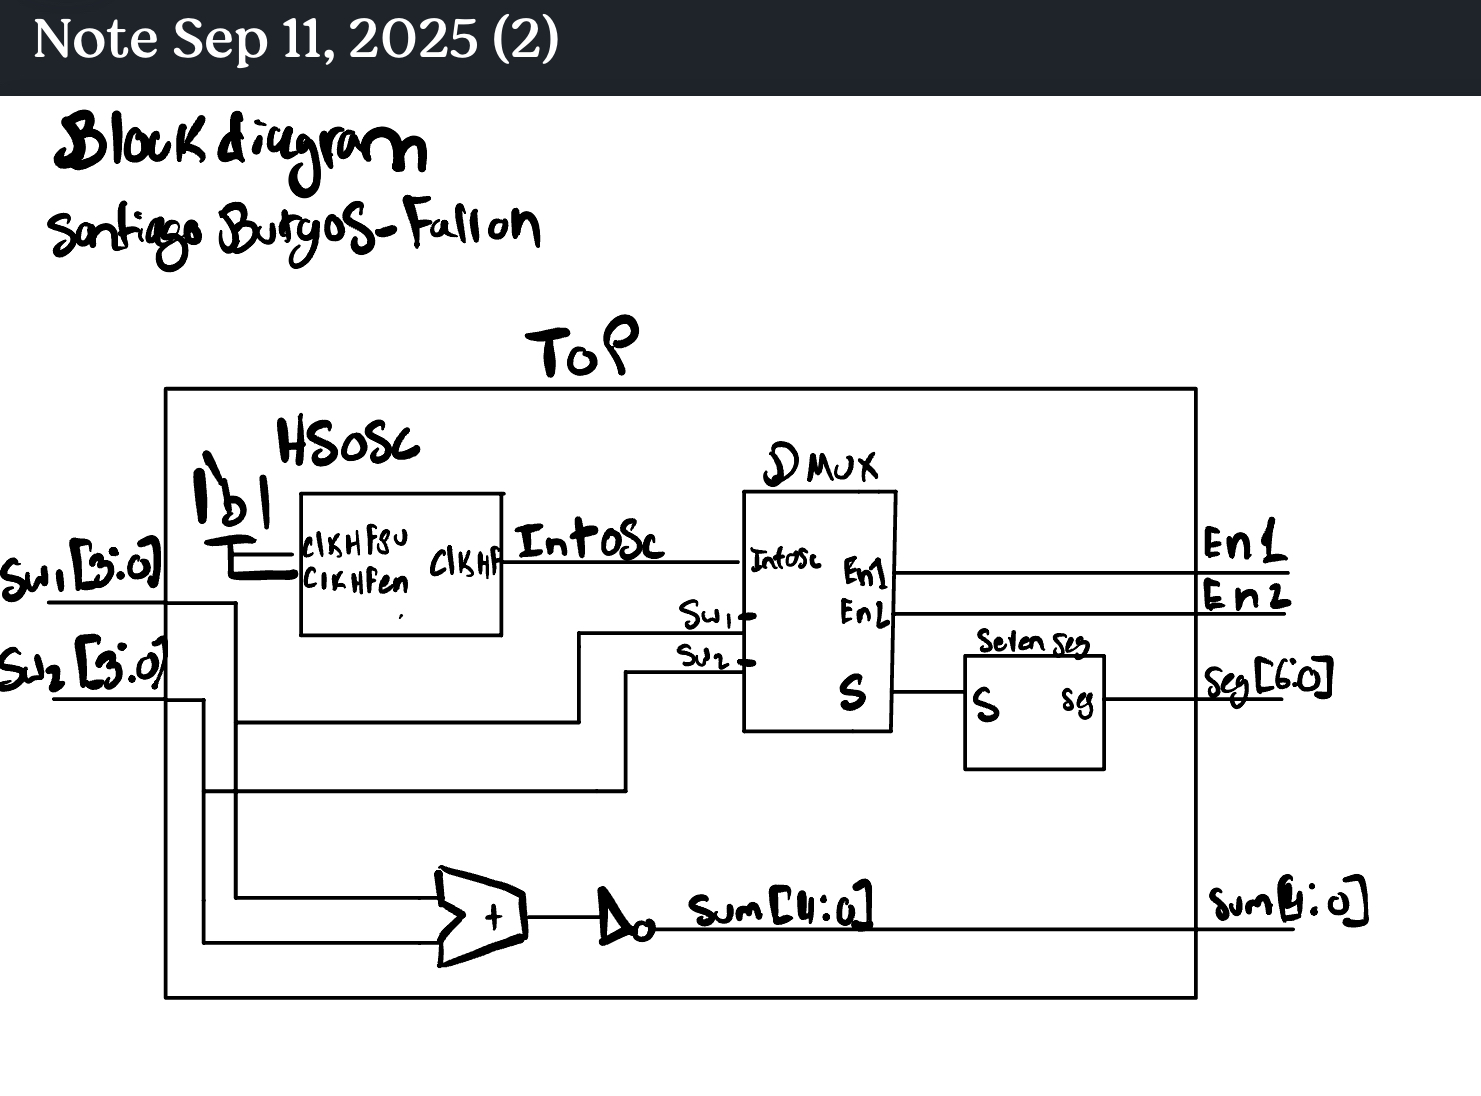 Note Sep 11, 2025 (2)
Block diagram
Santiago Burgos-Fallon
Top
HSOSC
1'b1
ClKHFen
ClKHF
IntOSc
Sw1[3:0]
Sw2[3:0]
DMUX
Intosc
Sw1
Sw2
En1
En2
S
Seven Seg
S
Seg
En1
En2
Seg[6:0]
+
Sum[4:0]
Sum[4:0]